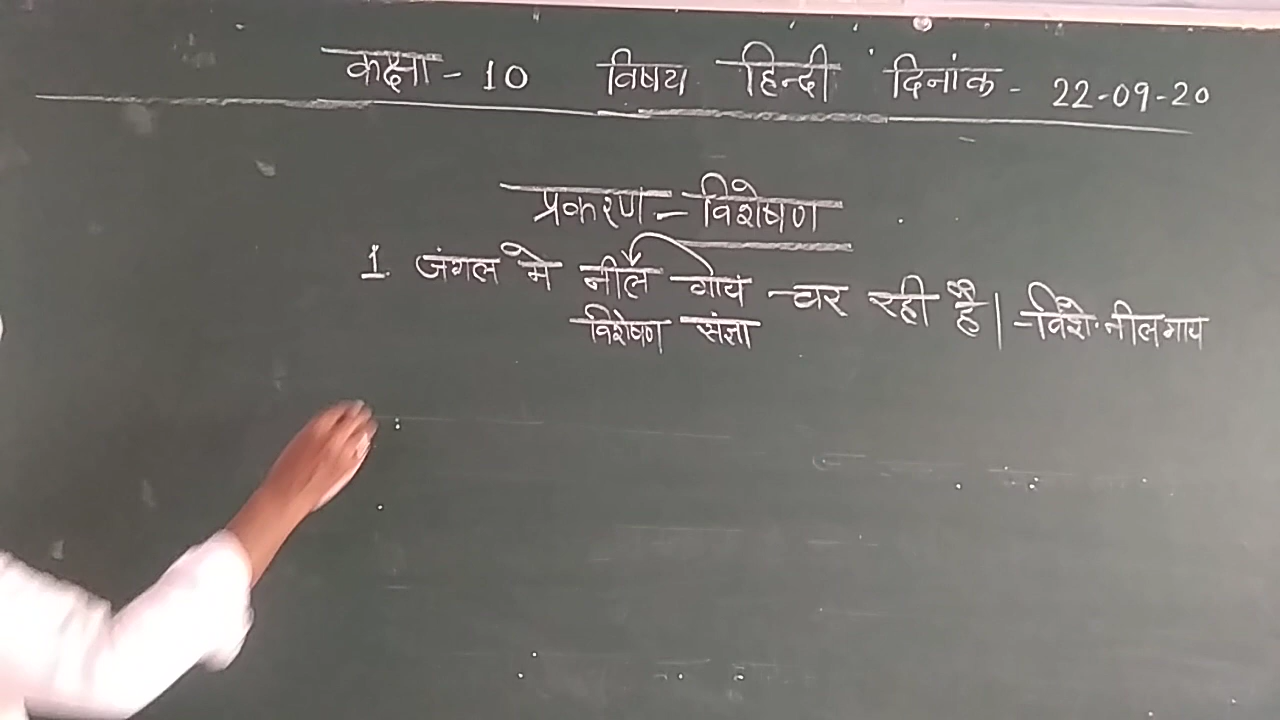 कक्षा - 10 विषय हिन्दी दिनांक - 22-09-20
प्रकरण - विशेषण
1. जंगल मे नील गाय चर रही है। - विशे. नीलगाय
विशेषण संज्ञा